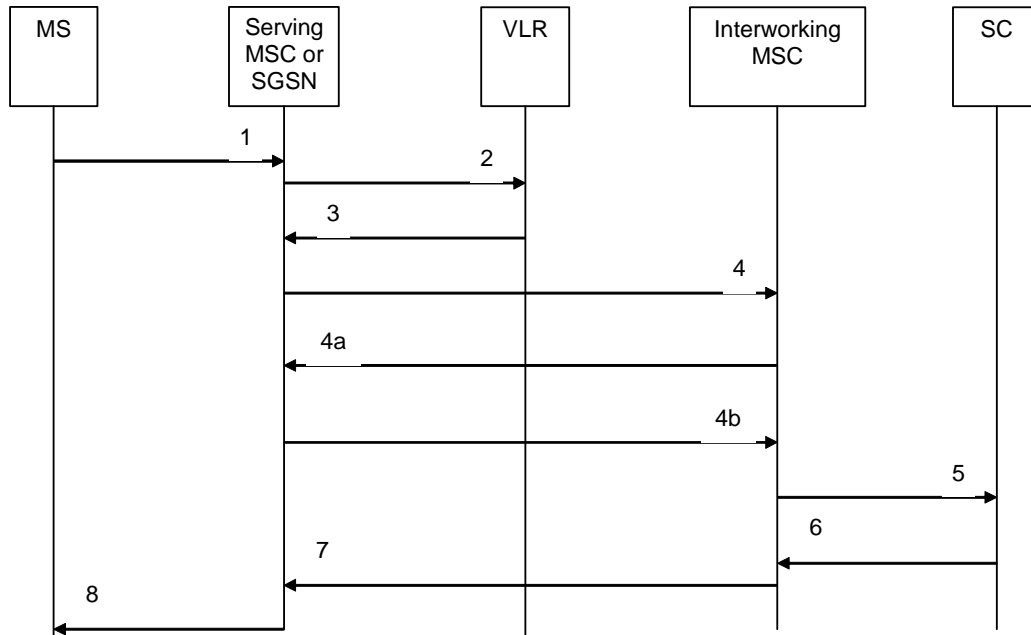 MS
Serving
MSC or
SGSN
VLR
Interworking
MSC
SC
1
2
3
4
4a
4b
5
6
7
8